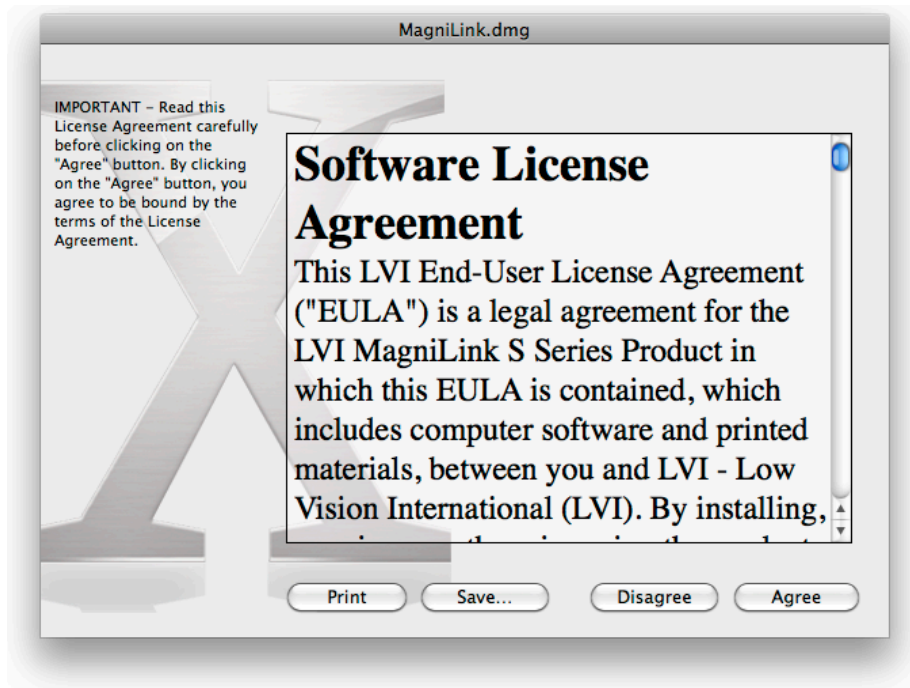 MagniLink.dmg
IMPORTANT – Read this
License Agreement carefully
before clicking on the
"Agree" button. By clicking
on the "Agree" button, you
agree to be bound by the
terms of the License
Agreement.
Software License
Agreement
This LVI End-User License Agreement
("EULA") is a legal agreement for the
LVI MagniLink S Series Product in
which this EULA is contained, which
includes computer software and printed
materials, between you and LVI - Low
Vision International (LVI). By installing,
Print
Save...
Disagree
Agree